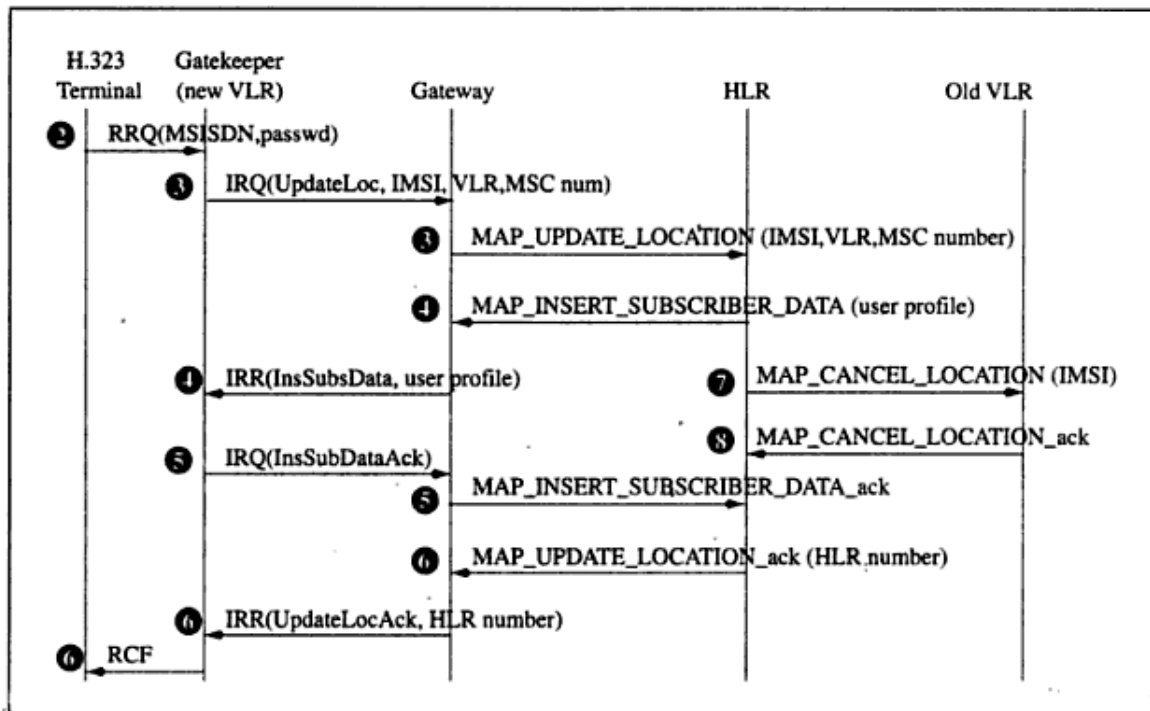 H.323 Gatekeeper
Terminal (new VLR) Gateway HLR Old VLR
2 RRQ(MSISDN,passwd)
3 IRQ(UpdateLoc, IMSI, VLR,MSC num)
3 MAP_UPDATE_LOCATION (IMSI,VLR,MSC number)
4 MAP_INSERT_SUBSCRIBER_DATA (user profile)
4 IRR(InsSubsData, user profile) 7 MAP_CANCEL_LOCATION (IMSI)
8 MAP_CANCEL_LOCATION_ack
5 IRQ(InsSubDataAck)
5 MAP_INSERT_SUBSCRIBER_DATA_ack
6 MAP_UPDATE_LOCATION_ack (HLR number)
6 IRR(UpdateLocAck, HLR number)
6 RCF